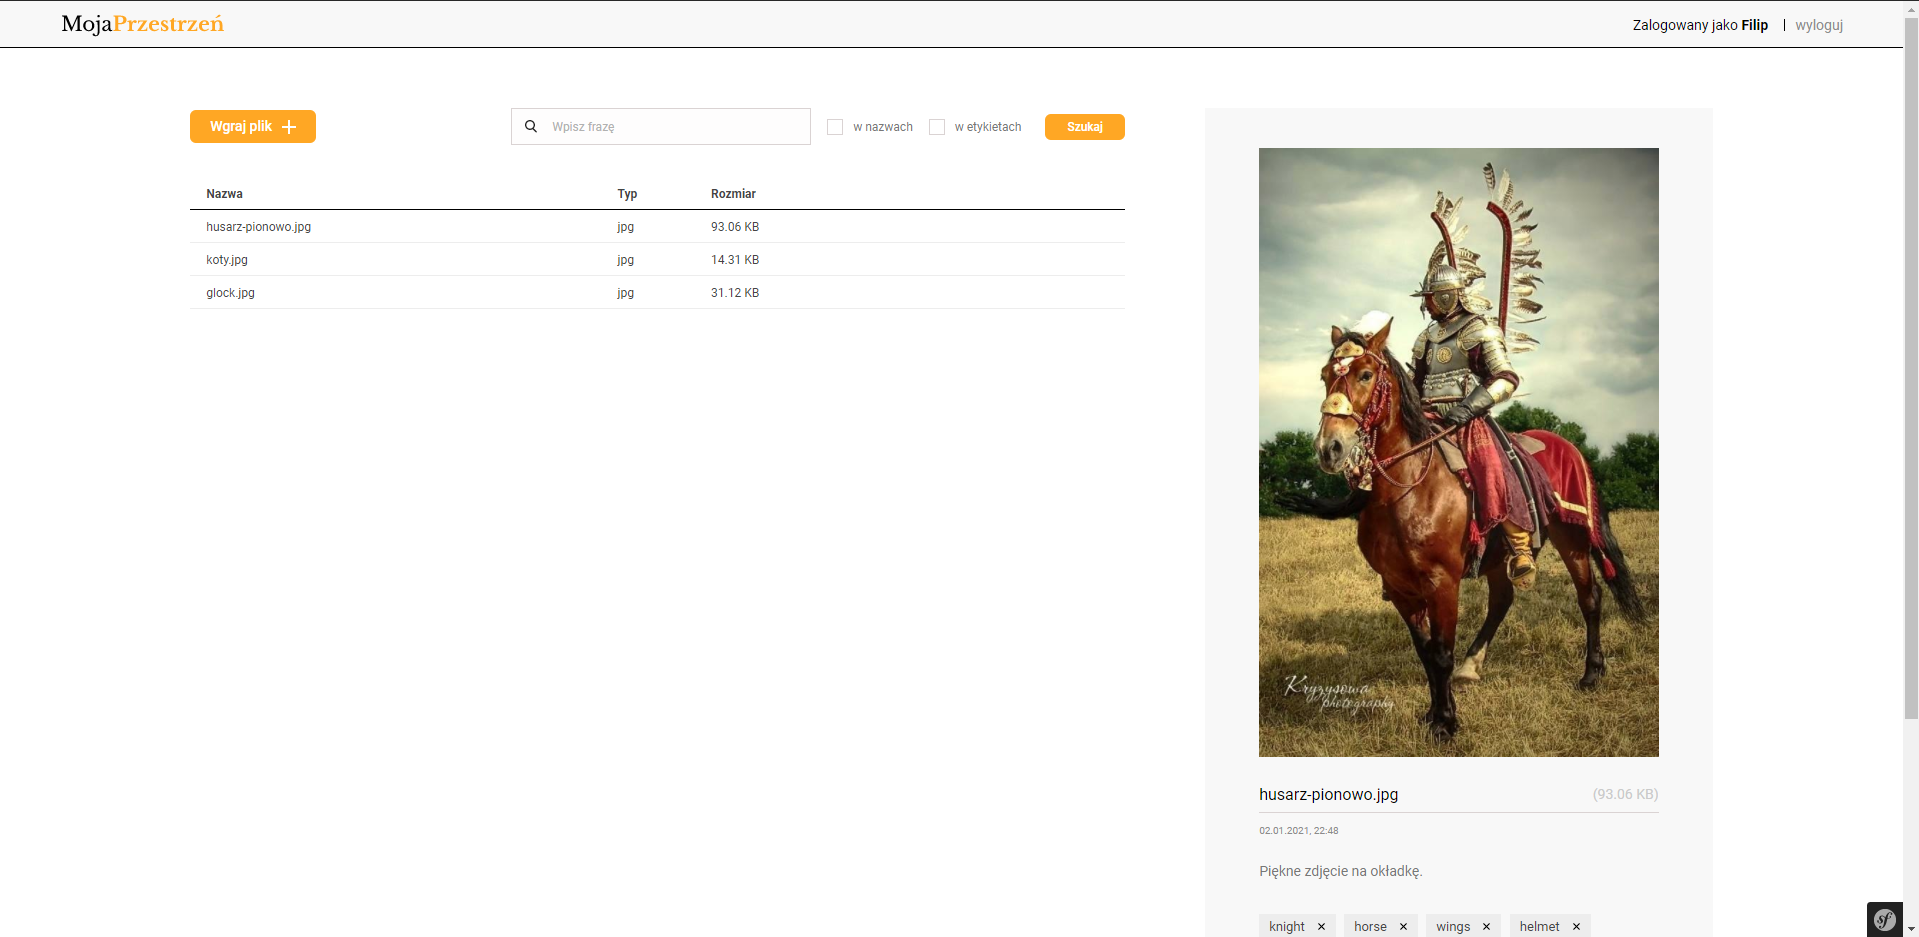 MojaPrzestrzeń
Zalogowany jako Filip | wyloguj
Wgraj plik +
Wpisz frazę
w nazwach
w etykietach
Szukaj
Nazwa Typ Rozmiar
husarz-pionowo.jpg jpg 93.06 KB
koty.jpg jpg 14.31 KB
glock.jpg jpg 31.12 KB
Kryzysowa
photography
husarz-pionowo.jpg (93.06 KB)
02.01.2021, 22:48
Piękne zdjęcie na okładkę.
knight × horse × wings × helmet ×
sf